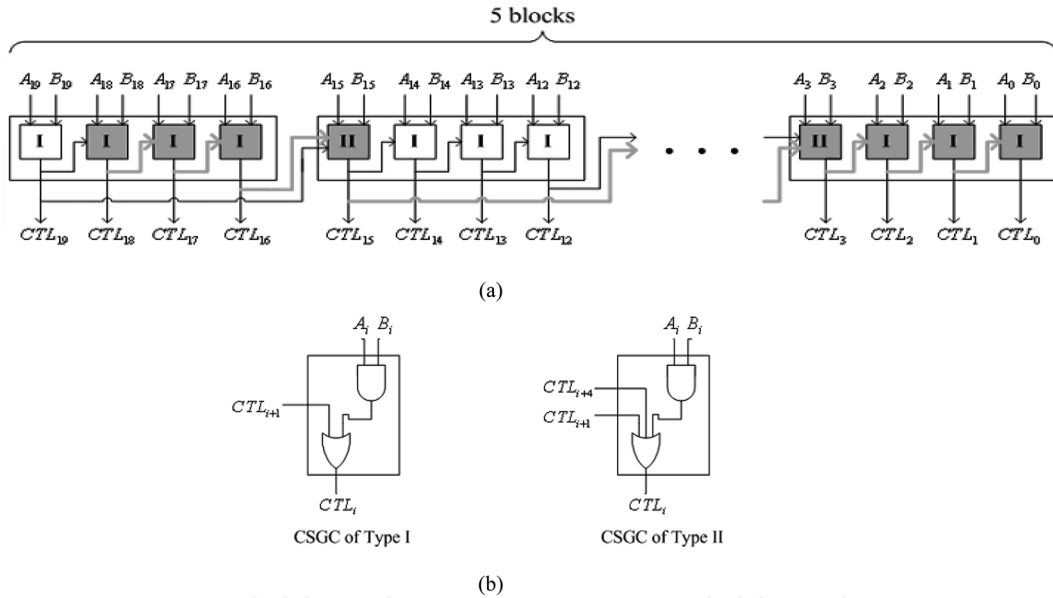 5 blocks
A19 B19 A18 B18 A17 B17 A16 B16 A15 B15 A14 B14 A13 B13 A12 B12 A3 B3 A2 B2 A1 B1 A0 B0
I I I I II I I I • • • II I I I
CTL19 CTL18 CTL17 CTL16 CTL15 CTL14 CTL13 CTL12 CTL3 CTL2 CTL1 CTL0
(a)
Ai Bi Ai Bi
CTLi+4
CTLi+1 CTLi+1
CTLi CTLi
CSGC of Type I CSGC of Type II
(b)